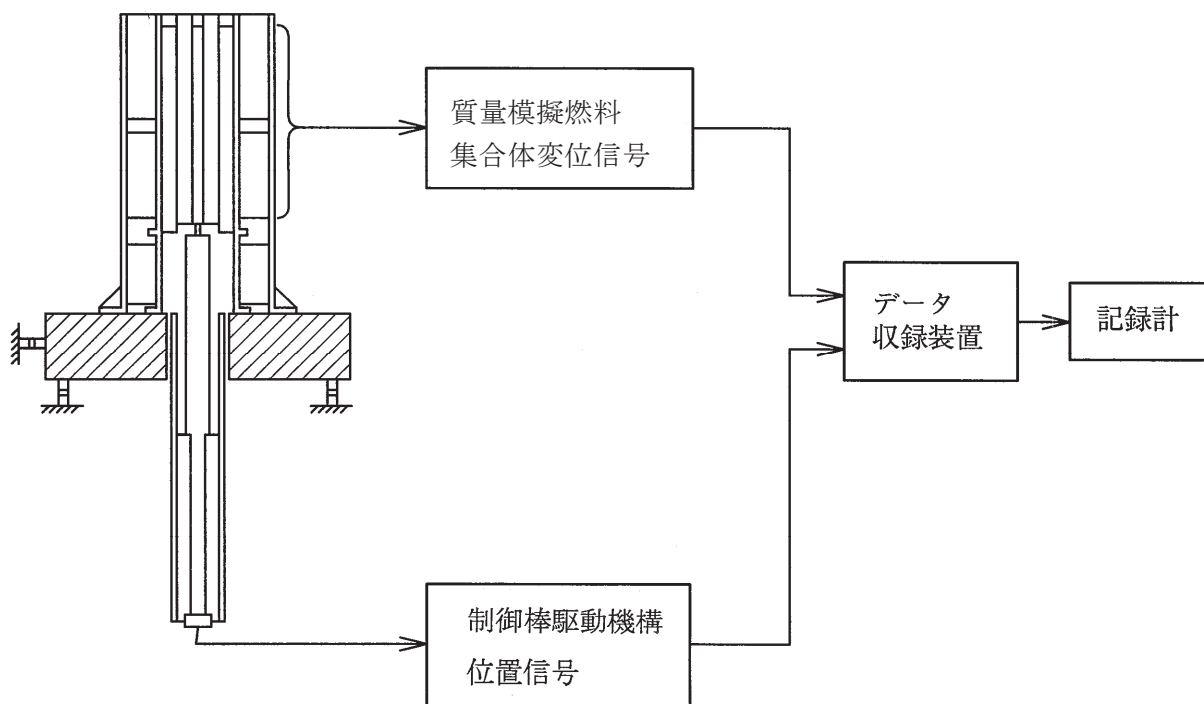 質量模擬燃料
集合体変位信号
データ
収録装置
記録計
制御棒駆動機構
位置信号